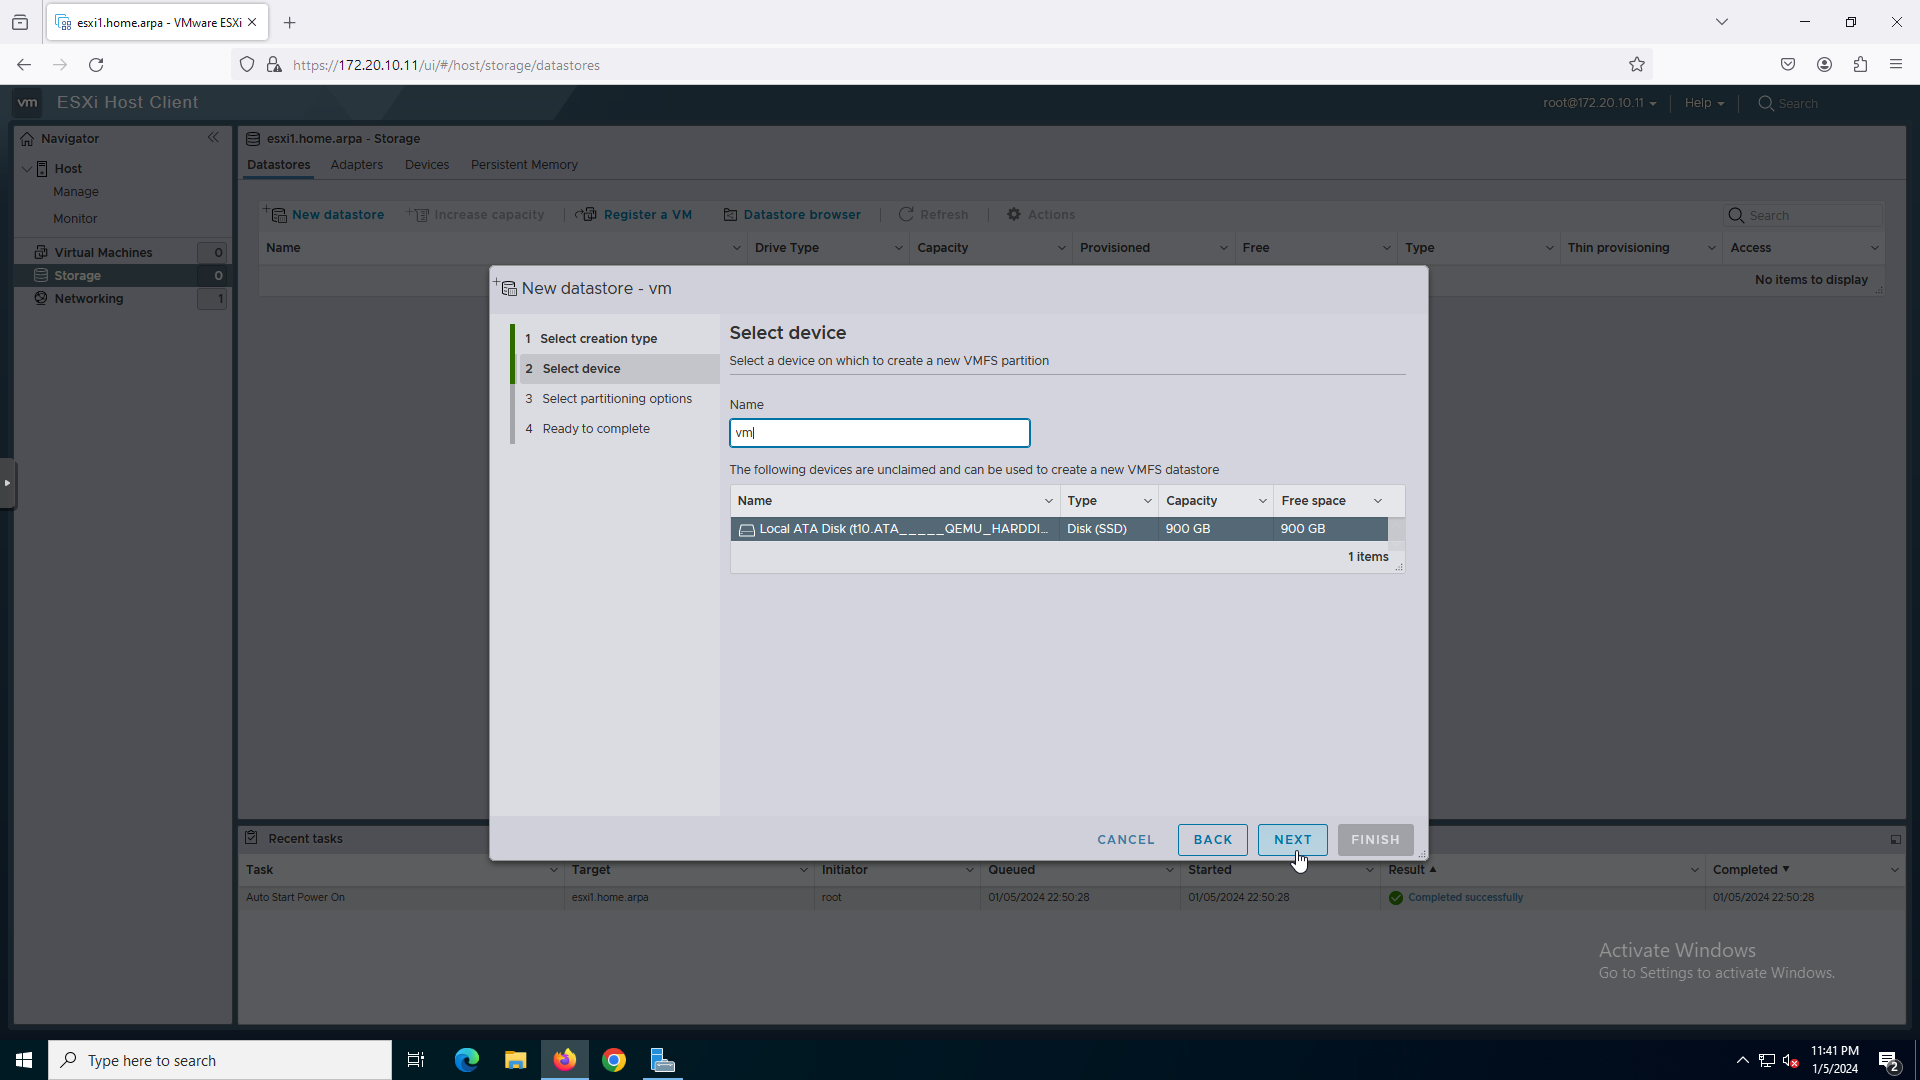 esxi1.home.arpa - VMware ESXi
https://172.20.10.11/ui/#/host/storage/datastores
vm ESXi Host Client
root@172.20.10.11
Help
Search
Navigator
Host
Manage
Monitor
Virtual Machines 0
Storage 0
Networking 1
esxi1.home.arpa - Storage
Datastores Adapters Devices Persistent Memory
New datastore Increase capacity Register a VM Datastore browser Refresh Actions
Search
Name Drive Type Capacity Provisioned Free Type Thin provisioning Access
No items to display
New datastore - vm
1 Select creation type
2 Select device
3 Select partitioning options
4 Ready to complete
Select device
Select a device on which to create a new VMFS partition
Name
vm
The following devices are unclaimed and can be used to create a new VMFS datastore
Name Type Capacity Free space
Local ATA Disk (t10.ATA_____QEMU_HARDDI... Disk (SSD) 900 GB 900 GB
1 items
CANCEL BACK NEXT FINISH
Recent tasks
Task Target Initiator Queued Started Result Completed
Auto Start Power On esxi1.home.arpa root 01/05/2024 22:50:28 01/05/2024 22:50:28 Completed successfully 01/05/2024 22:50:28
Activate Windows
Go to Settings to activate Windows.
Type here to search
11:41 PM
1/5/2024
2